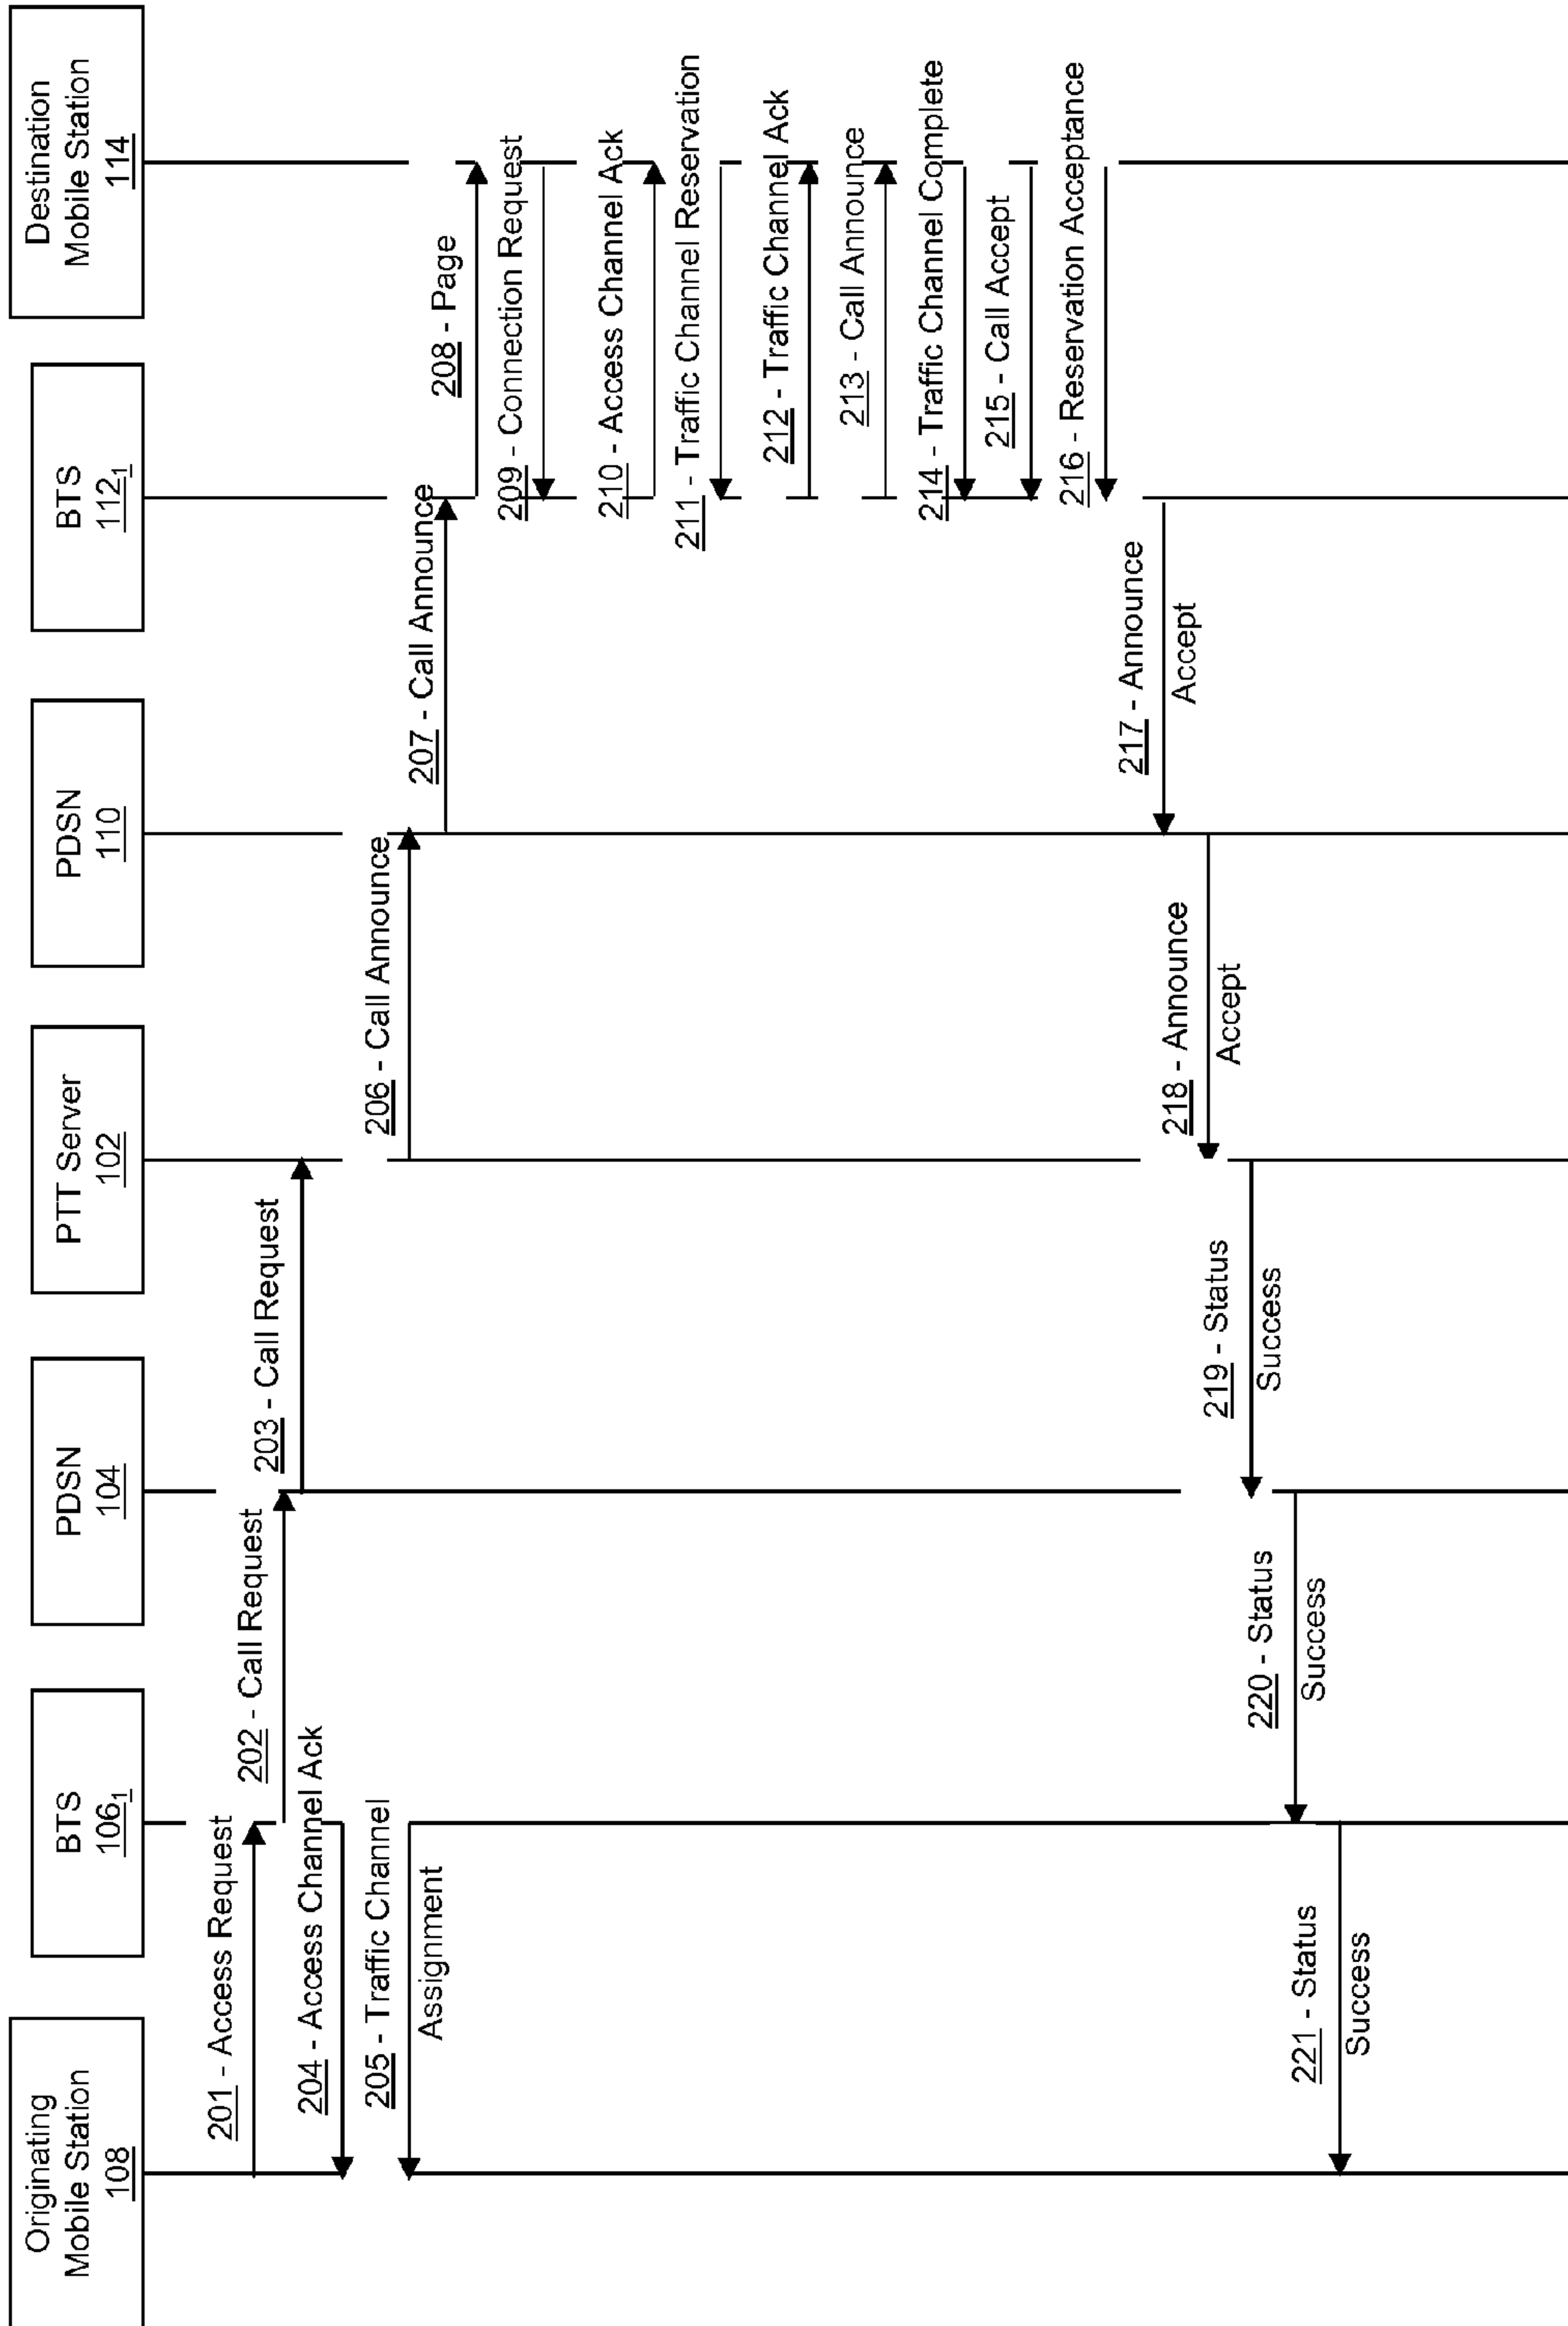 Originating
Mobile Station
108
BTS
106₁
PDSN
104
PTT Server
102
PDSN
110
BTS
112₁
Destination
Mobile Station
114
201 - Access Request
202 - Call Request
203 - Call Request
204 - Access Channel Ack
205 - Traffic Channel
Assignment
206 - Call Announce
207 - Call Announce
208 - Page
209 - Connection Request
210 - Access Channel Ack
211 - Traffic Channel Reservation
212 - Traffic Channel Ack
213 - Call Announce
214 - Traffic Channel Complete
215 - Call Accept
216 - Reservation Acceptance
217 - Announce
Accept
218 - Announce
Accept
219 - Status
Success
220 - Status
Success
221 - Status
Success